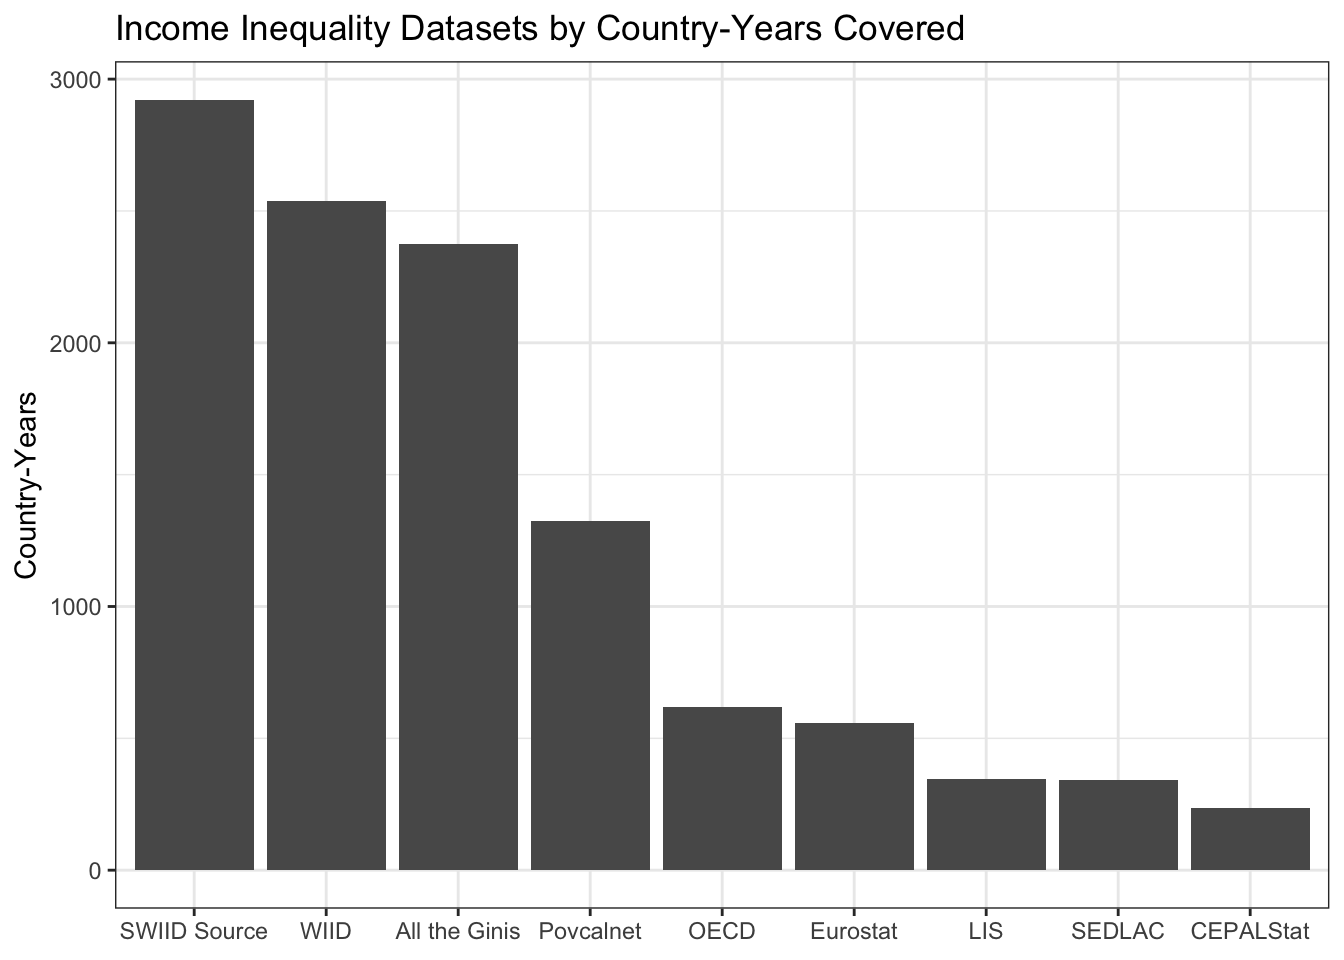 Income Inequality Datasets by Country-Years Covered
Country-Years
3000
2000
1000
0
SWIID Source WIID All the Ginis Povcalnet OECD Eurostat LIS SEDLAC CEPALStat